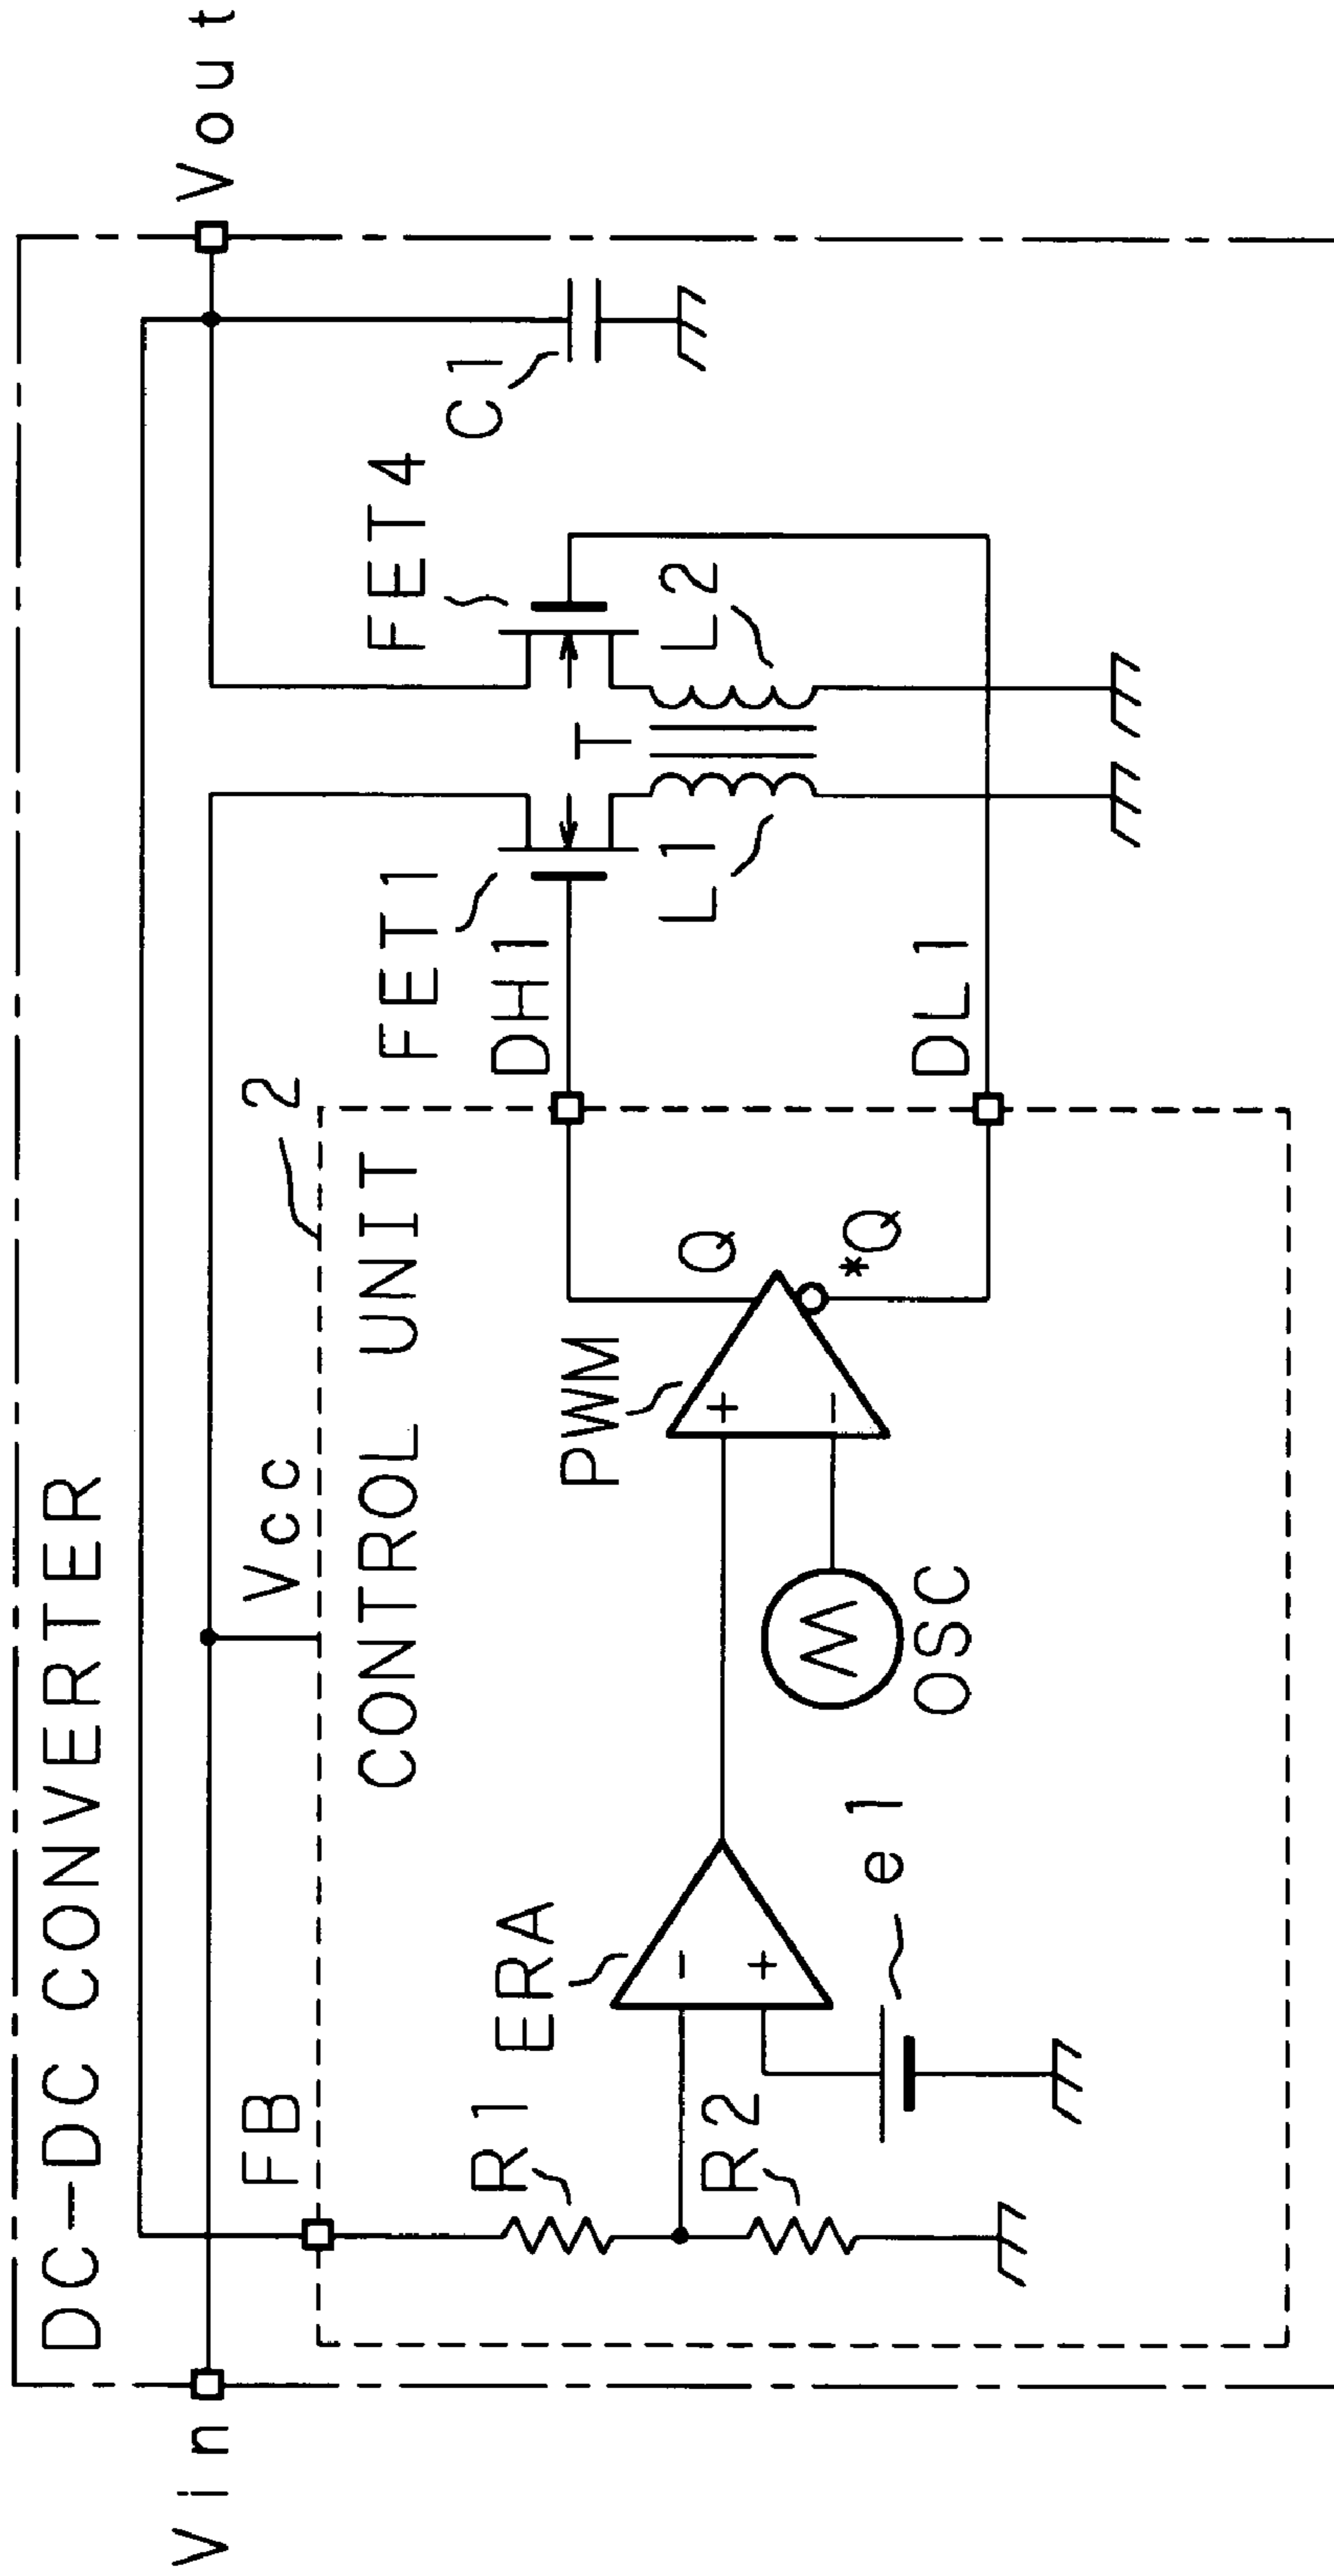 DC-DC CONVERTER
Vin
Vout
Vcc
2
FB
CONTROL UNIT
FET1
FET4
C1
R1
ERA
PWM
DH1
T
- +
+ -
Q
*Q
L1
L2
R2
e1
OSC
DL1